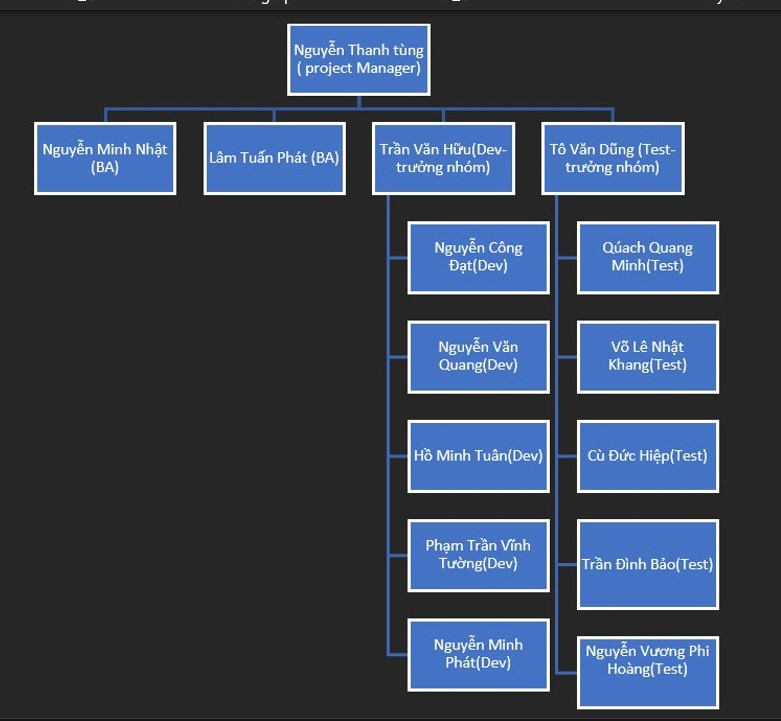 Nguyễn Thanh tùng
( project Manager)
Nguyễn Minh Nhật
(BA)
Lâm Tuấn Phát (BA)
Trần Văn Hữu(Dev-
trưởng nhóm)
Tô Văn Dũng (Test-
trưởng nhóm)
Nguyễn Công
Đạt(Dev)
Nguyễn Văn
Quang(Dev)
Hồ Minh Tuân(Dev)
Phạm Trần Vĩnh
Tường(Dev)
Nguyễn Minh
Phát(Dev)
Qúach Quang
Minh(Test)
Võ Lê Nhật
Khang(Test)
Cù Đức Hiệp(Test)
Trần Đình Bảo(Test)
Nguyễn Vương Phi
Hoàng(Test)